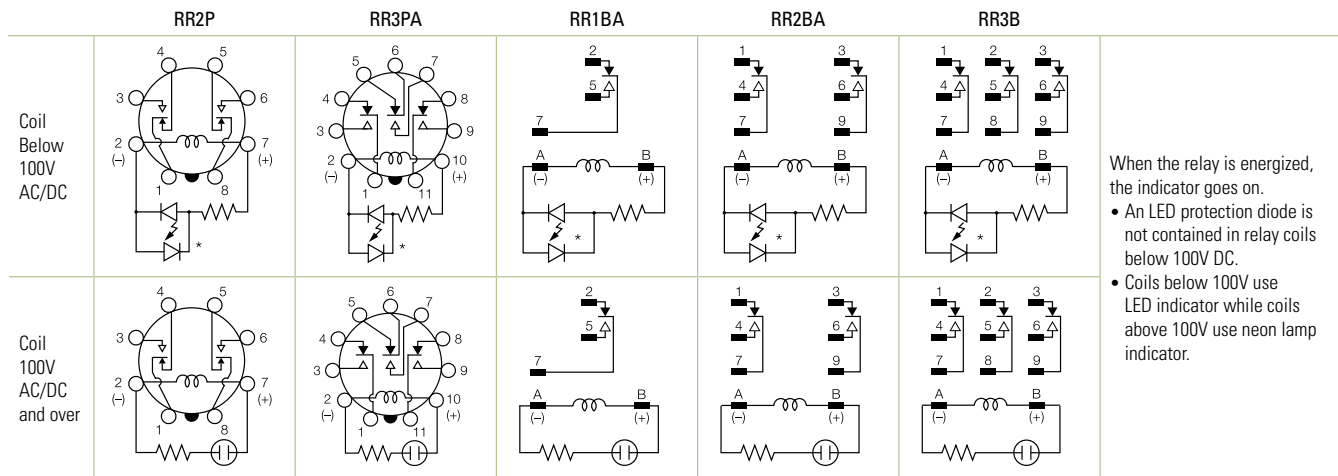 RR2P RR3PA RR1BA RR2BA RR3B
Coil
Below
100V
AC/DC
4 5
3 6
2 7
(–) (+)
1 8
*
6
5 7
4 8
3 9
2 10
(–) (+)
1 11
*
2
5
7
A B
(–) (+)
*
1 3
4 6
7 9
A B
(–) (+)
*
1 2 3
4 5 6
7 8 9
A B
(–) (+)
*
When the relay is energized,
the indicator goes on.
• An LED protection diode is
not contained in relay coils
below 100V DC.
• Coils below 100V use
LED indicator while coils
above 100V use neon lamp
indicator.
Coil
100V
AC/DC
and over
4 5
3 6
2 7
(–) (+)
1 8
6
5 7
4 8
3 9
2 10
(–) (+)
1 11
2
5
7
A B
(–) (+)
1 3
4 6
7 9
A B
(–) (+)
1 2 3
4 5 6
7 8 9
A B
(–) (+)